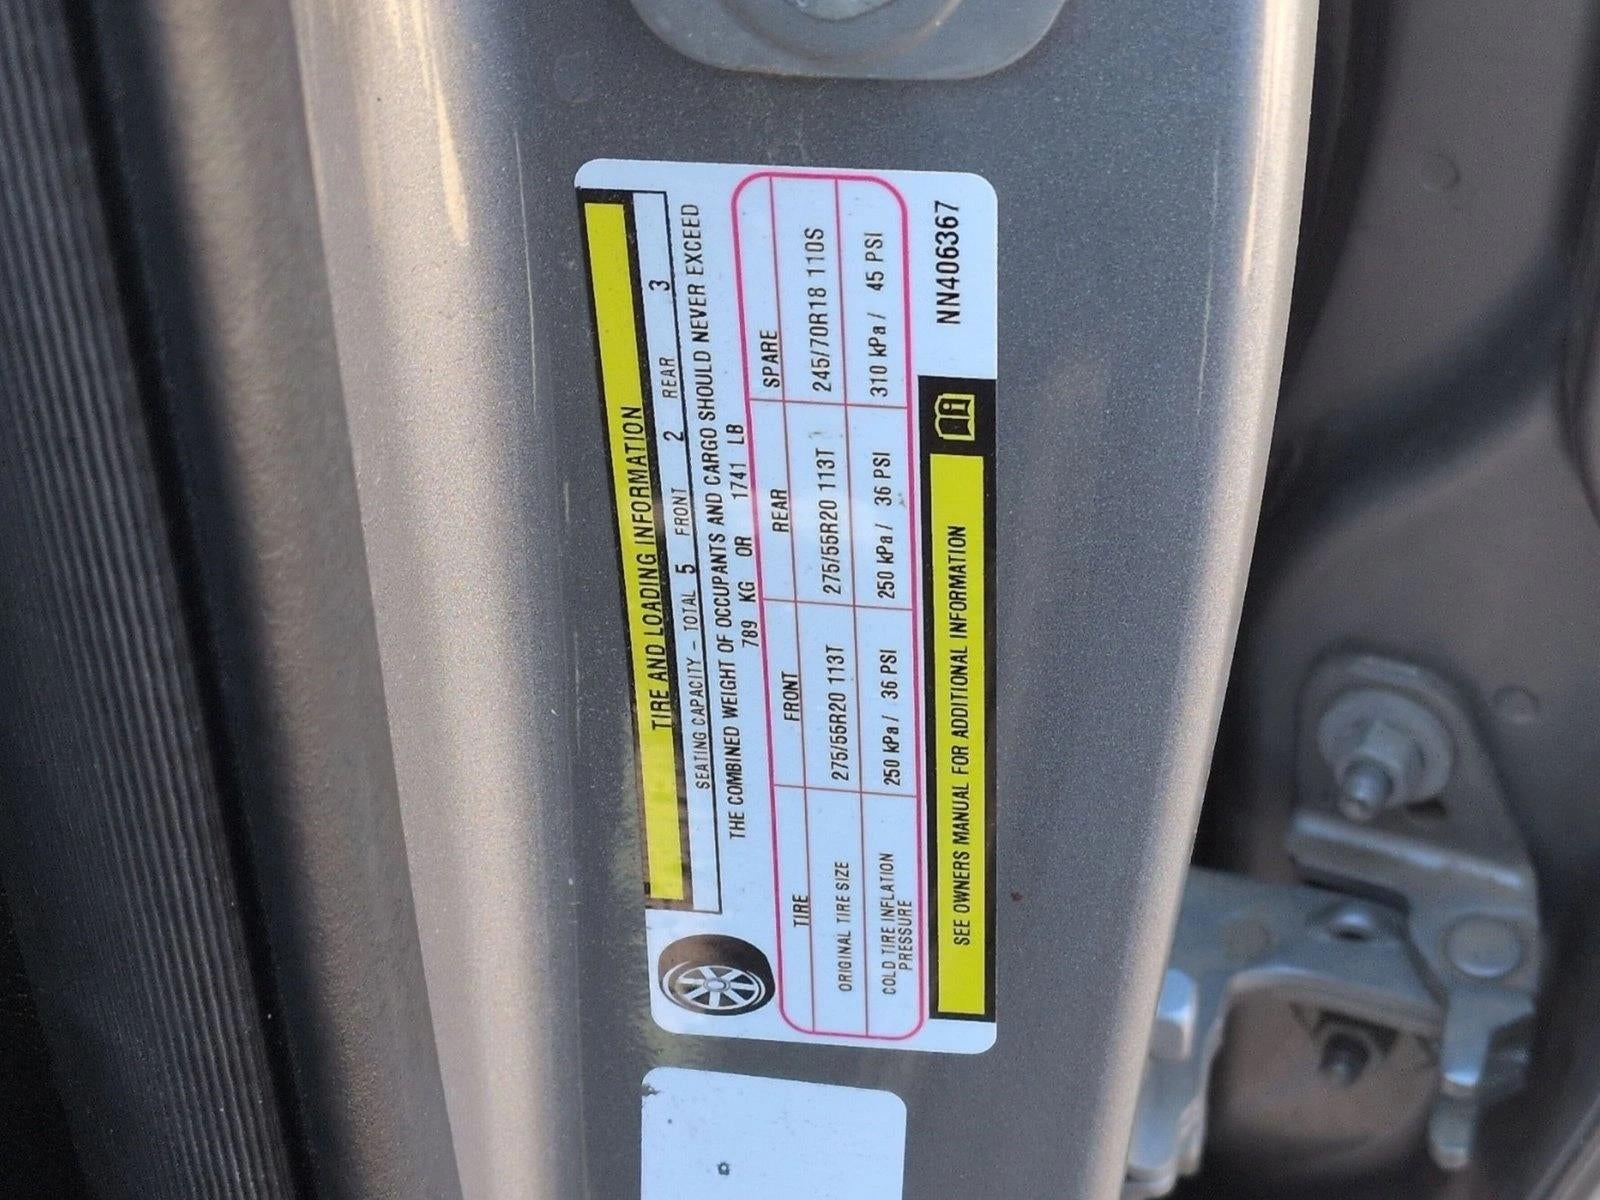 TIRE AND LOADING INFORMATION
SEATING CAPACITY – TOTAL 5 FRONT 2 REAR 3
THE COMBINED WEIGHT OF OCCUPANTS AND CARGO SHOULD NEVER EXCEED
789 KG OR 1741 LB
TIRE FRONT REAR SPARE
ORIGINAL TIRE SIZE 275/55R20 113T 275/55R20 113T 245/70R18 110S
COLD TIRE INFLATION PRESSURE 250 kPa / 36 PSI 250 kPa / 36 PSI 310 kPa / 45 PSI
SEE OWNERS MANUAL FOR ADDITIONAL INFORMATION
NN406367